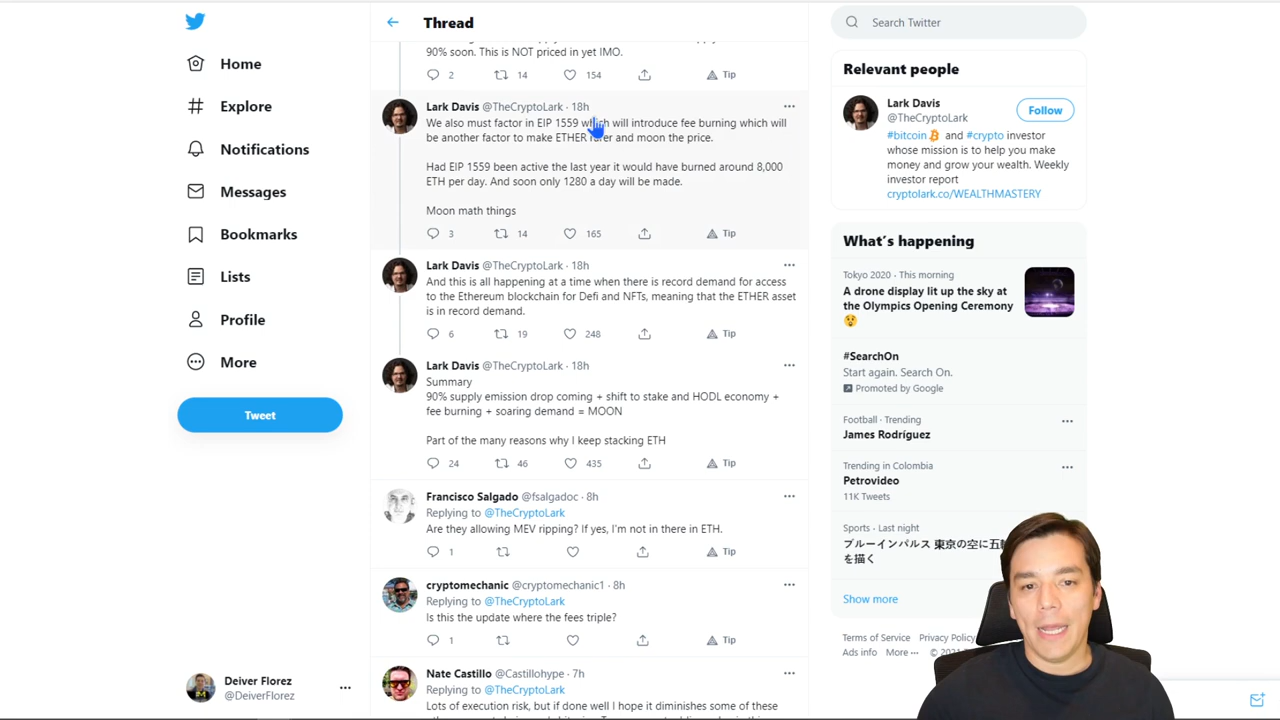 Home
Explore
Notifications
Messages
Bookmarks
Lists
Profile
More
Tweet
Deiver Florez
@DeiverFlorez
Thread
90% soon. This is NOT priced in yet IMO.
2 14 154 Tip
Lark Davis @TheCryptoLark · 18h
We also must factor in EIP 1559 which will introduce fee burning which will
be another factor to make ETHER rarer and moon the price.
Had EIP 1559 been active the last year it would have burned around 8,000
ETH per day. And soon only 1280 a day will be made.
Moon math things
3 14 165 Tip
Lark Davis @TheCryptoLark · 18h
And this is all happening at a time when there is record demand for access
to the Ethereum blockchain for Defi and NFTs, meaning that the ETHER asset
is in record demand.
6 19 248 Tip
Lark Davis @TheCryptoLark · 18h
Summary
90% supply emission drop coming + shift to stake and HODL economy +
fee burning + soaring demand = MOON
Part of the many reasons why I keep stacking ETH
24 46 435 Tip
Francisco Salgado @fsalgadoc · 8h
Replying to @TheCryptoLark
Are they allowing MEV ripping? If yes, I'm not in there in ETH.
1 Tip
cryptomechanic @cryptomechanic1 · 8h
Replying to @TheCryptoLark
Is this the update where the fees triple?
1 Tip
Nate Castillo @Castillohype · 7h
Replying to @TheCryptoLark
Lots of execution risk, but if done well I hope it diminishes some of these
Search Twitter
Relevant people
Lark Davis
@TheCryptoLark
Follow
#bitcoin and #crypto investor
whose mission is to help you make
money and grow your wealth. Weekly
investor report
cryptolark.co/WEALTHMASTERY
What's happening
Tokyo 2020 · This morning
A drone display lit up the sky at
the Olympics Opening Ceremony
#SearchOn
Start again. Search On.
Promoted by Google
Football · Trending
James Rodríguez
Trending in Colombia
Petrovideo
11K Tweets
Sports · Last night
ブルーインパルス 東京の空に五
を描く
Show more
Terms of Service Privacy Policy
Ads info More © 202